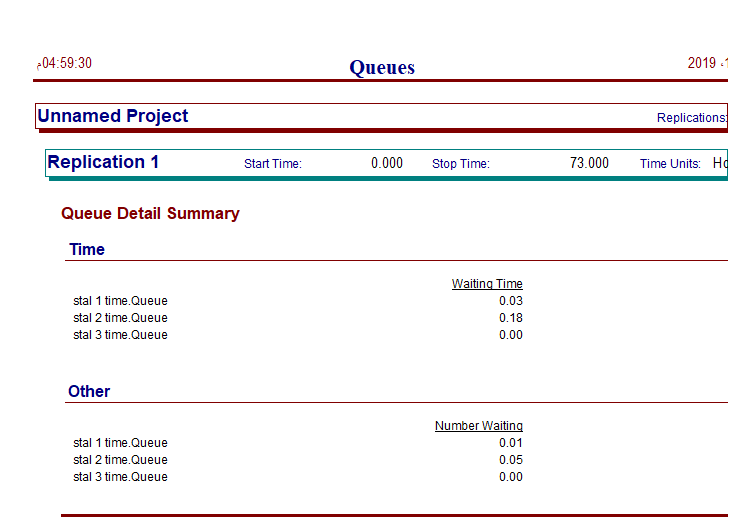 04:59:30م Queues 2019
Unnamed Project Replications:
Replication 1 Start Time: 0.000 Stop Time: 73.000 Time Units:
Queue Detail Summary
Time
Waiting Time
stal 1 time.Queue 0.03
stal 2 time.Queue 0.18
stal 3 time.Queue 0.00
Other
Number Waiting
stal 1 time.Queue 0.01
stal 2 time.Queue 0.05
stal 3 time.Queue 0.00